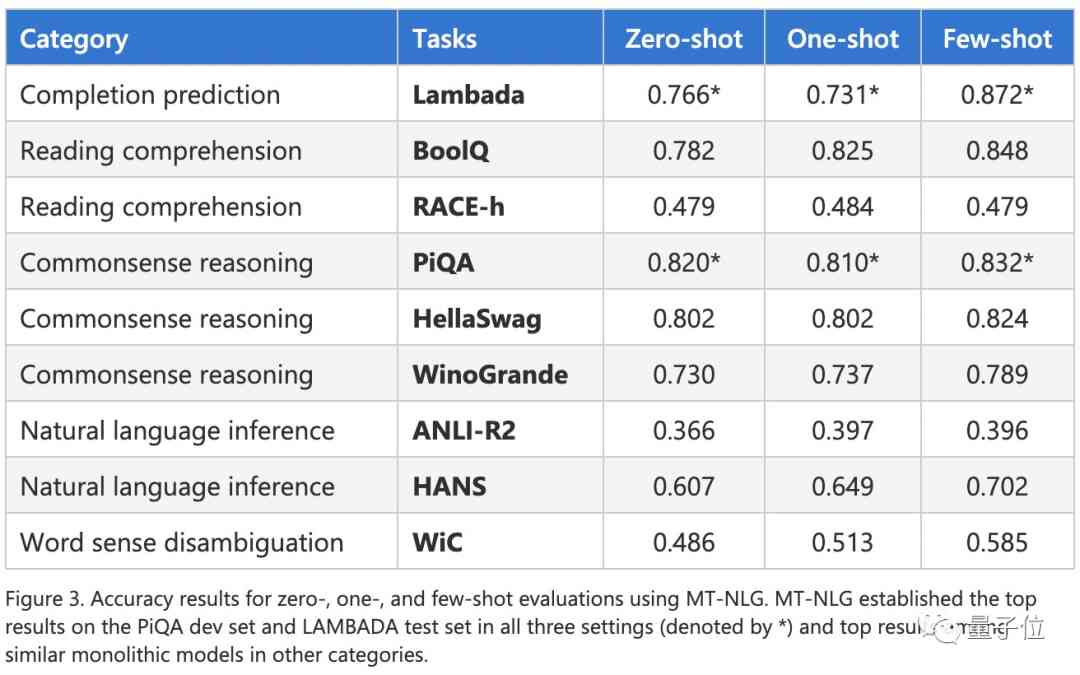 Category Tasks Zero-shot One-shot Few-shot
Completion prediction Lambada 0.766* 0.731* 0.872*
Reading comprehension BoolQ 0.782 0.825 0.848
Reading comprehension RACE-h 0.479 0.484 0.479
Commonsense reasoning PiQA 0.820* 0.810* 0.832*
Commonsense reasoning HellaSwag 0.802 0.802 0.824
Commonsense reasoning WinoGrande 0.730 0.737 0.789
Natural language inference ANLI-R2 0.366 0.397 0.396
Natural language inference HANS 0.607 0.649 0.702
Word sense disambiguation WiC 0.486 0.513 0.585
Figure 3. Accuracy results for zero-, one-, and few-shot evaluations using MT-NLG. MT-NLG established the top
results on the PiQA dev set and LAMBADA test set in all three settings (denoted by *) and top
similar monolithic models in other categories.
量子位